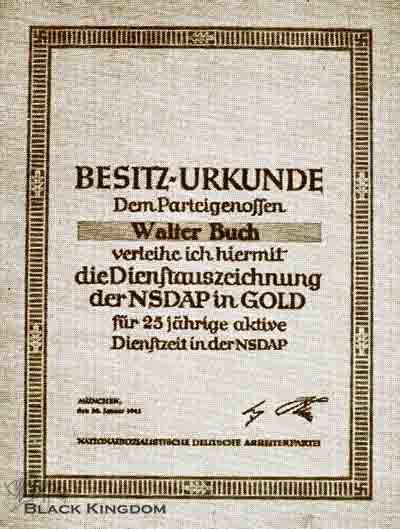 BESITZ-URKUNDE
Dem Parteigenossen
Walter Buch
verleihe ich hiermit
die Dienstauszeichnung
der NSDAP in GOLD
für 25 jährige aktive
Dienstzeit in der NSDAP
MÜNCHEN,
den 30. Januar
NATIONALSOZIALISTISCHE DEUTSCHE ARBEITERPARTEI
BLACK KINGDOM